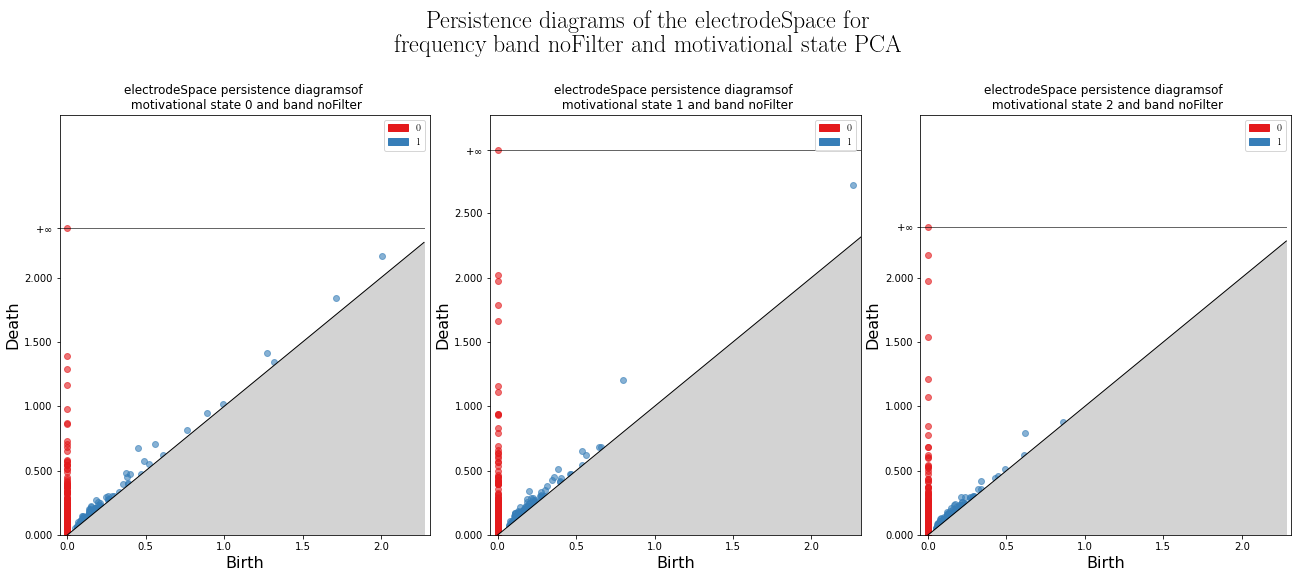 Persistence diagrams of the electrodeSpace for
frequency band noFilter and motivational state PCA
electrodeSpace persistence diagramsof
motivational state 0 and band noFilter
0
1
+∞
2.000
1.500
1.000
0.500
0.000
Death
0.0 0.5 1.0 1.5 2.0
Birth
electrodeSpace persistence diagramsof
motivational state 1 and band noFilter
0
1
+∞
2.500
2.000
1.500
1.000
0.500
0.000
Death
0.0 0.5 1.0 1.5 2.0
Birth
electrodeSpace persistence diagramsof
motivational state 2 and band noFilter
0
1
+∞
2.000
1.500
1.000
0.500
0.000
Death
0.0 0.5 1.0 1.5 2.0
Birth